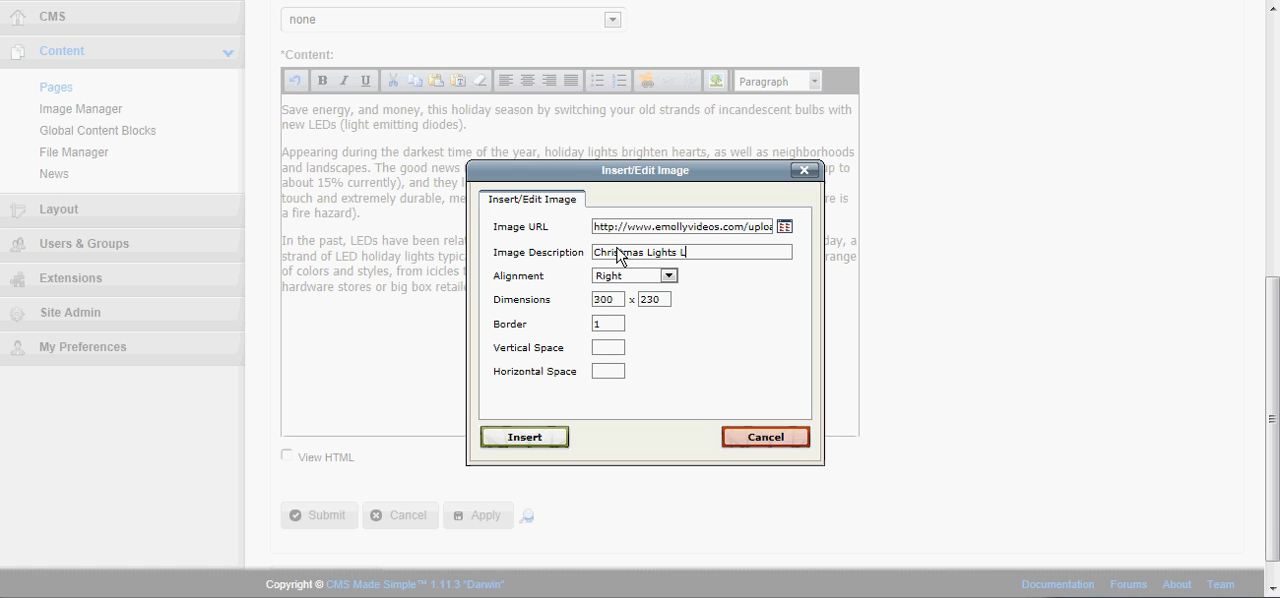 CMS
Content
Pages
Image Manager
Global Content Blocks
File Manager
News
Layout
Users & Groups
Extensions
Site Admin
My Preferences
none
*Content:
B I U
Paragraph
Save energy, and money, this holiday season by switching your old strands of incandescent bulbs with
new LEDs (light emitting diodes).
Appearing during the darkest time of the year, holiday lights brighten hearts, as well as neighborhoods
and landscapes. The good news up to
about 15% currently), and they
touch and extremely durable, re is
a fire hazard).
In the past, LEDs have been day, a
strand of LED holiday lights range
of colors and styles, from icicles
hardware stores or big box
Insert/Edit Image
Insert/Edit Image
Image URL http://www.emollyvideos.com/uploa
Image Description Christmas Lights L
Alignment Right
Dimensions 300 x 230
Border 1
Vertical Space
Horizontal Space
Insert Cancel
View HTML
Submit Cancel Apply
Copyright © CMS Made Simple™ 1.11.3 "Darwin" Documentation Forums About Team